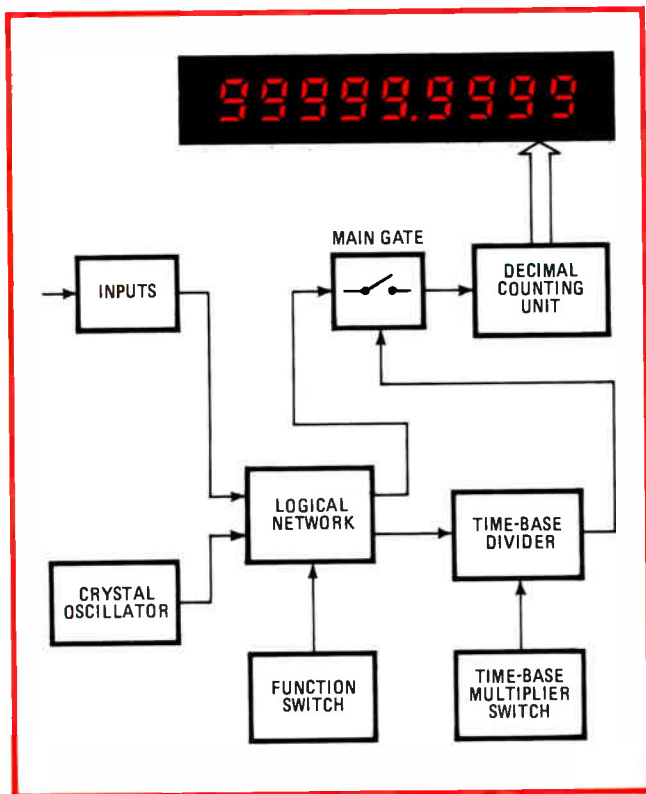 99999.9999
MAIN GATE
INPUTS
DECIMAL
COUNTING
UNIT
LOGICAL
NETWORK
TIME-BASE
DIVIDER
CRYSTAL
OSCILLATOR
FUNCTION
SWITCH
TIME-BASE
MULTIPLIER
SWITCH